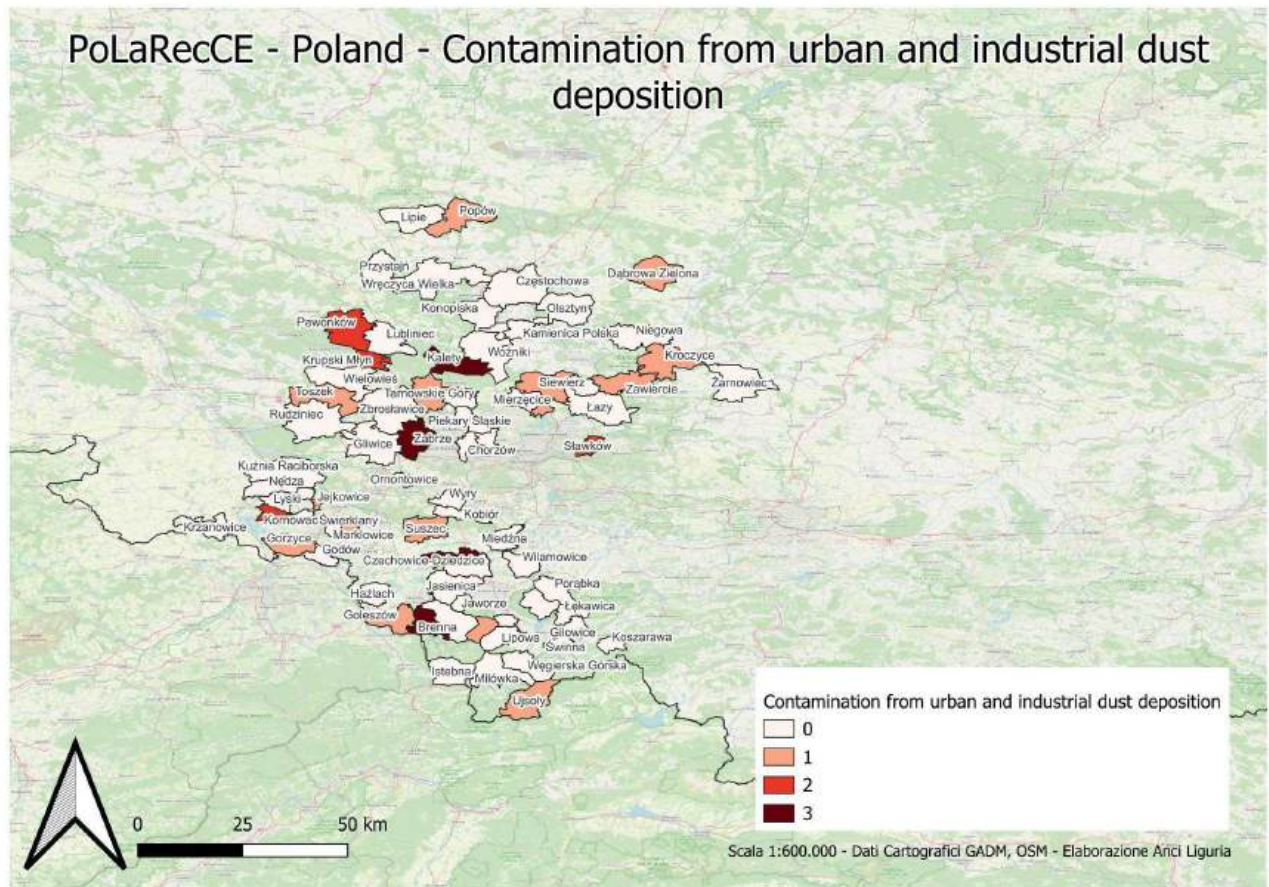 PoLaRecCE - Poland - Contamination from urban and industrial dust
deposition
Lipie
Popów
Przystajń
Wręczyca Wielka
Częstochowa
Dąbrowa Zielona
Konopiska
Olsztyn
Pawonków
Lubliniec
Kamienica Polska
Niegowa
Krupski Młyn
Kalety
Woźniki
Kroczyce
Wielowieś
Siewierz
Żarnowiec
Toszek
Tarnowskie Góry
Mierzęcice
Zawiercie
Rudziniec
Zbrosławice
Piekary Śląskie
Łazy
Gliwice
Zabrze
Chorzów
Sławków
Kuźnia Raciborska
Nędza
Ornontowice
Lyski
Jejkowice
Wyry
Krzanowice
Kornowac
Świerklany
Kobiór
Gorzyce
Marklowice
Suszec
Miedźna
Godów
Czechowice-Dziedzice
Wilamowice
Jasienica
Porąbka
Hażlach
Jaworze
Łękawica
Goleszów
Brenna
Lipowa
Gilowice
Koszarawa
Świnna
Istebna
Milówka
Węgierska Górska
Ujsoły
Contamination from urban and industrial dust deposition
0
1
2
3
0 25 50 km
Scala 1:600.000 - Dati Cartografici GADM, OSM - Elaborazione Anci Liguria